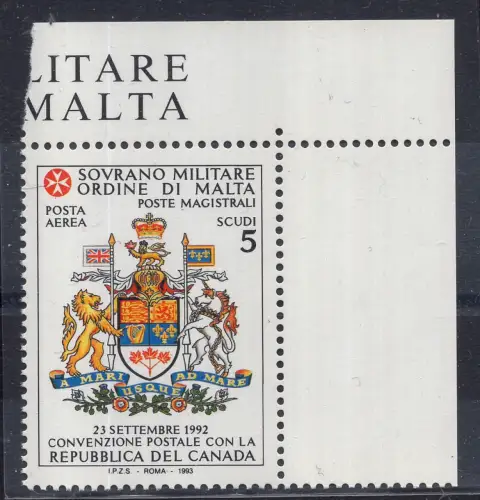 LITARE
MALTA
SOVRANO MILITARE
ORDINE DI MALTA
POSTE MAGISTRALI
POSTA
AEREA
SCUDI
5
A MARI USQUE AD MARE
23 SETTEMBRE 1992
CONVENZIONE POSTALE CON LA
REPUBBLICA DEL CANADA
I.P.Z.S. - ROMA - 1993